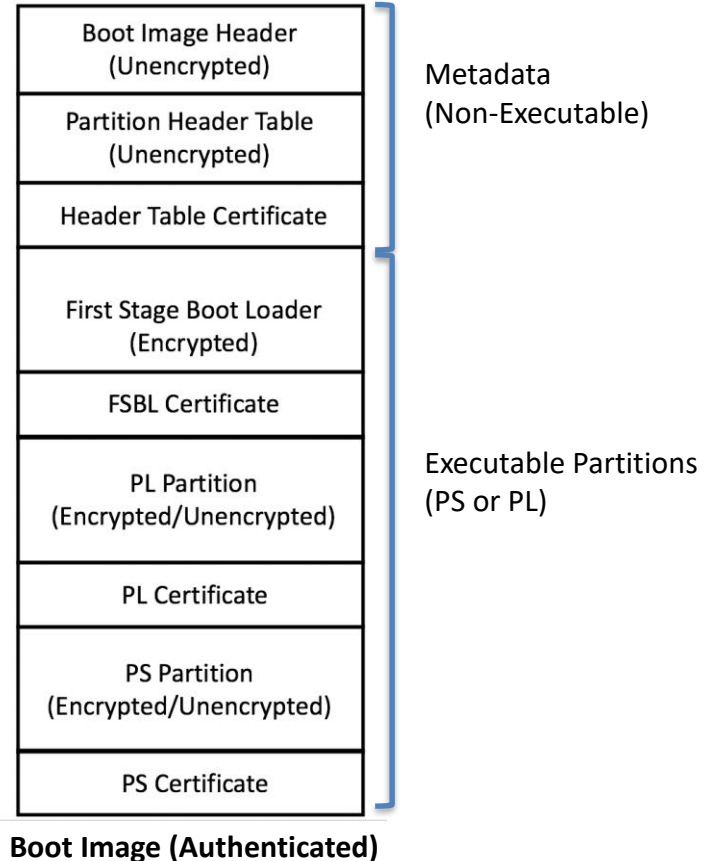 Boot Image Header
(Unencrypted)
Partition Header Table
(Unencrypted)
Header Table Certificate
First Stage Boot Loader
(Encrypted)
FSBL Certificate
PL Partition
(Encrypted/Unencrypted)
PL Certificate
PS Partition
(Encrypted/Unencrypted)
PS Certificate
Metadata
(Non-Executable)
Executable Partitions
(PS or PL)
Boot Image (Authenticated)